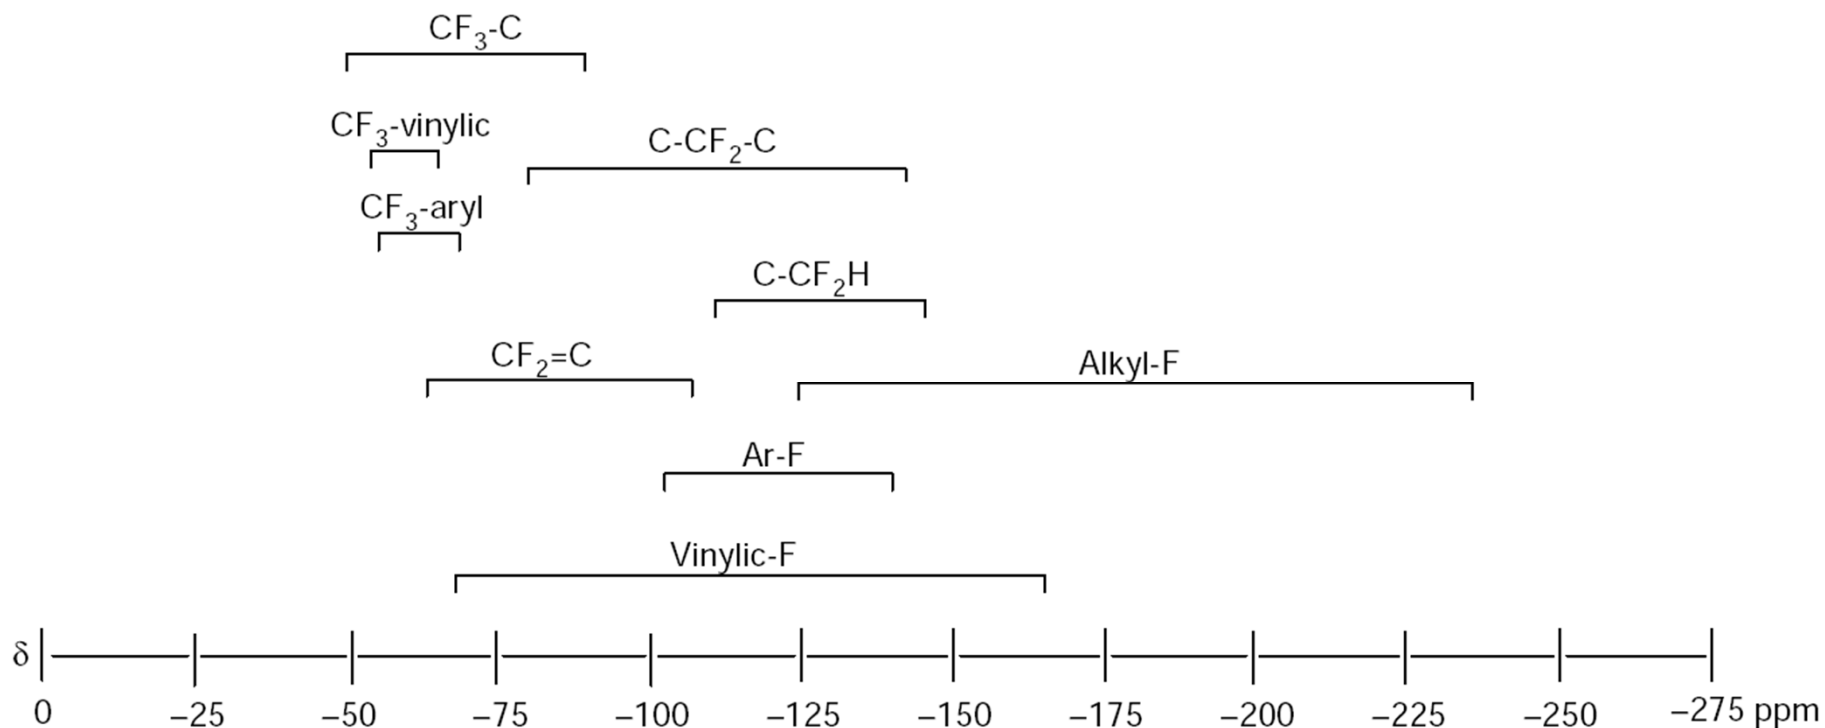 CF₃-C
CF₃-vinylic
C-CF₂-C
CF₃-aryl
C-CF₂H
CF₂=C
Alkyl-F
Ar-F
Vinylic-F
δ
0 –25 –50 –75 –100 –125 –150 –175 –200 –225 –250 –275 ppm